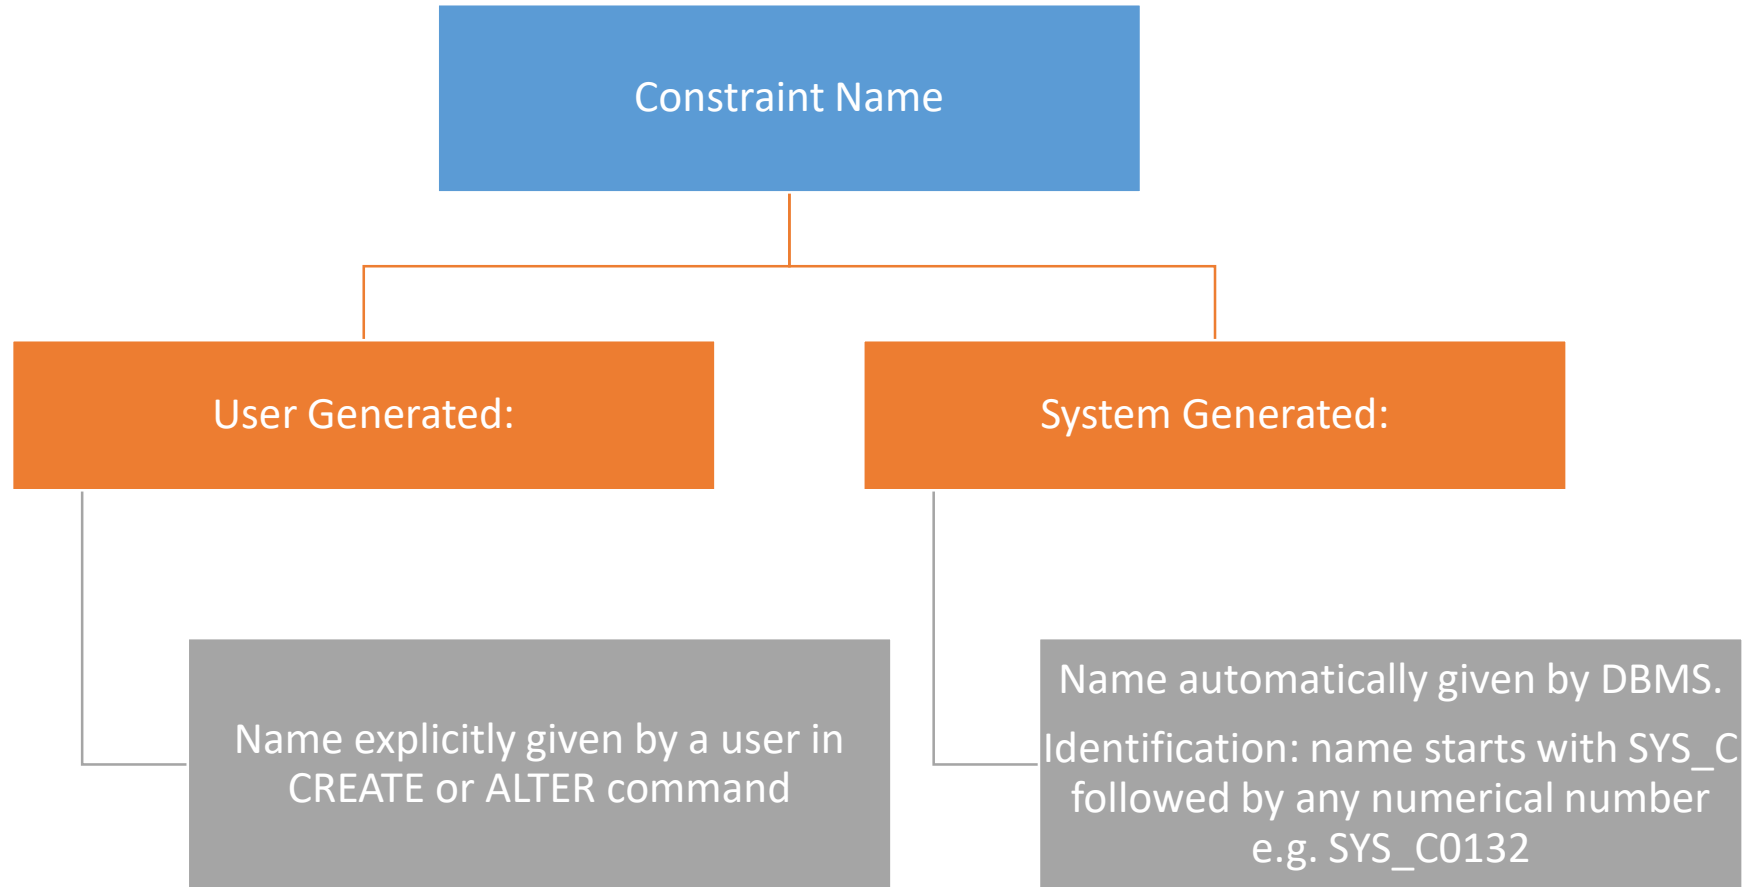 Constraint Name
User Generated:
System Generated:
Name explicitly given by a user in
CREATE or ALTER command
Name automatically given by DBMS.
Identification: name starts with SYS_C
followed by any numerical number
e.g. SYS_C0132